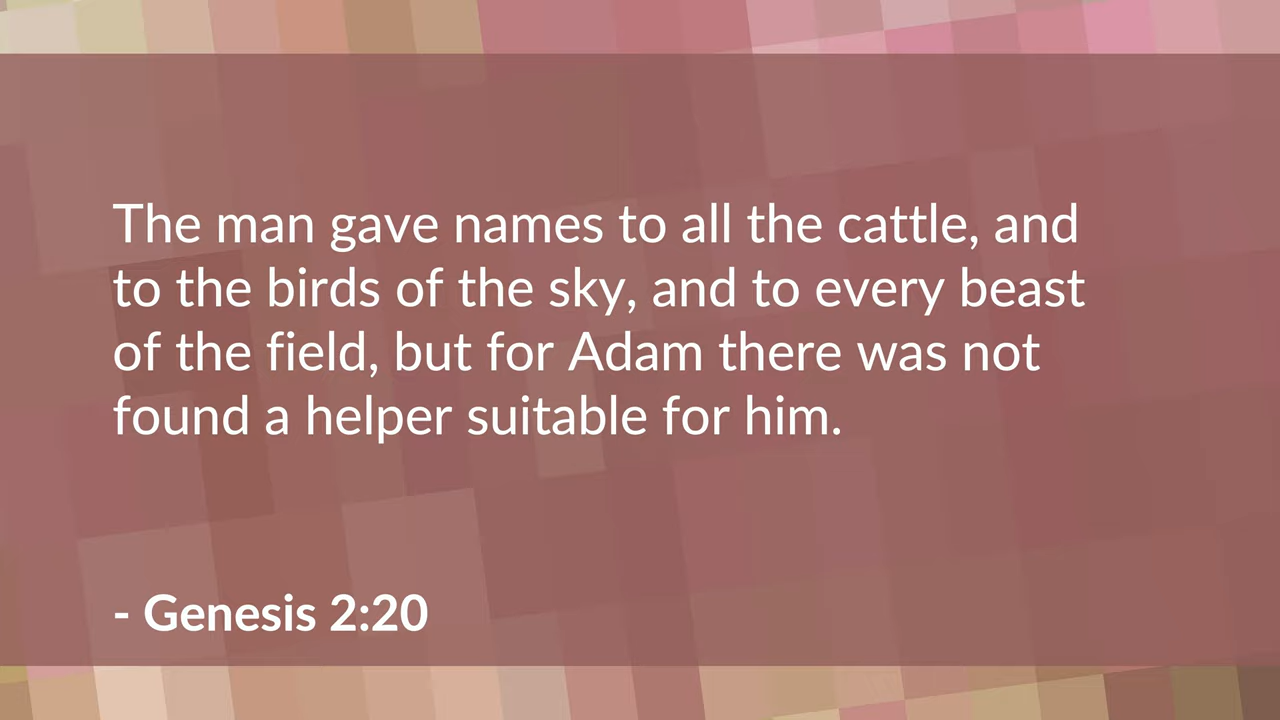 The man gave names to all the cattle, and
to the birds of the sky, and to every beast
of the field, but for Adam there was not
found a helper suitable for him.
- Genesis 2:20